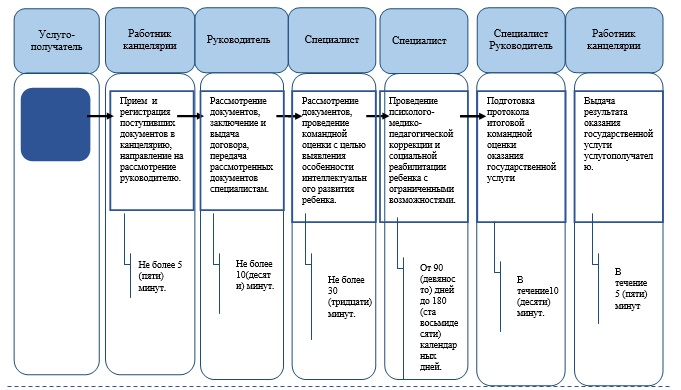 Услуго-
получатель
Работник
канцелярии
Руководитель
Специалист
Специалист
Специалист
Руководитель
Работник
канцелярии
Прием и
регистрация
поступивших
документов в
канцелярию,
направление на
рассмотрение
руководителю.
Рассмотрение
документов,
заключение и
выдача
договора,
передача
рассмотренных
документов
специалистам.
Рассмотрение
документов,
проведение
командной
оценки с целью
выявления
особенности
интеллектуаль
ного развития
ребенка.
Проведение
психолого-
медико-
педагогической
коррекции и
социальной
реабилитации
ребенка с
ограниченными
возможностями.
Подготовка
протокола
итоговой
командной
оценки
оказания
государственной
услуги
Выдача
результата
оказания
государственной
услуги
услугополучател
ю.
Не более 5
(пяти)
минут.
Не более
10(десят
и) минут.
Не более
30
(тридцати)
минут.
От 90
(девянос
то) дней
до 180
(ста
восьмиде
сяти)
календар
ных
дней.
В
течение10
(десяти)
минут.
В
течение
5 (пяти)
минут